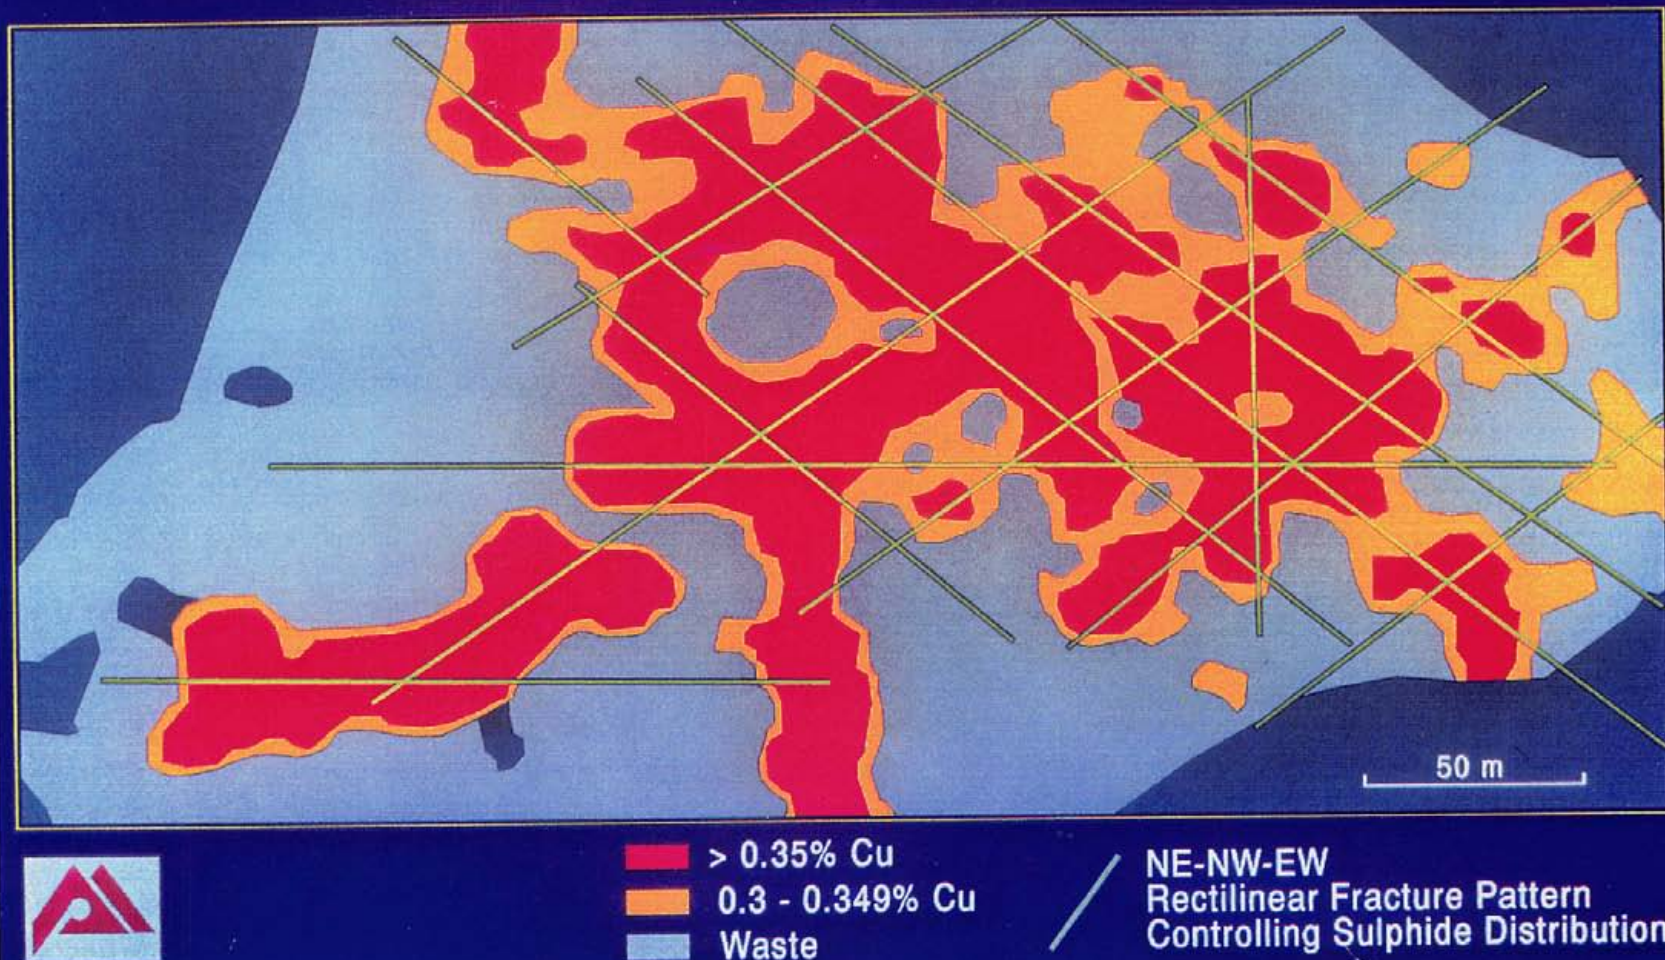 50 m
> 0.35% Cu
0.3 - 0.349% Cu
Waste
NE-NW-EW
Rectilinear Fracture Pattern
Controlling Sulphide Distribution